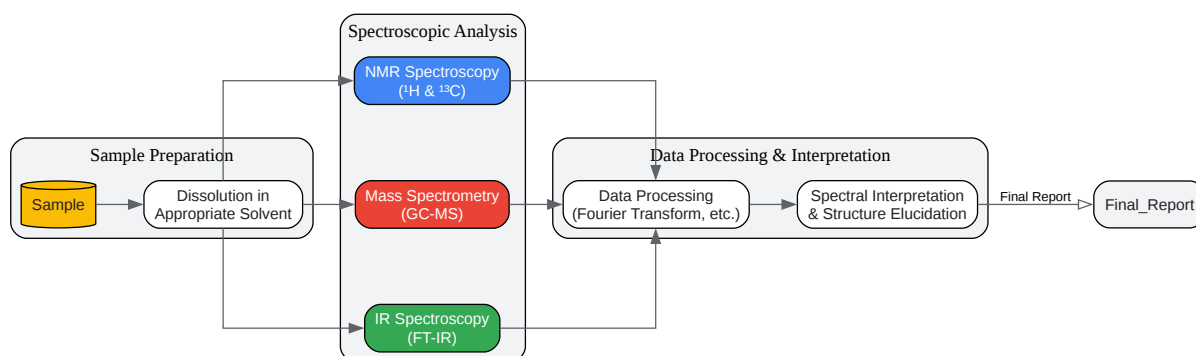 Spectroscopic Analysis
NMR Spectroscopy
(¹H & ¹³C)
Sample Preparation
Sample
Dissolution in
Appropriate Solvent
Mass Spectrometry
(GC-MS)
IR Spectroscopy
(FT-IR)
Data Processing & Interpretation
Data Processing
(Fourier Transform, etc.)
Spectral Interpretation
& Structure Elucidation
Final Report
Final_Report